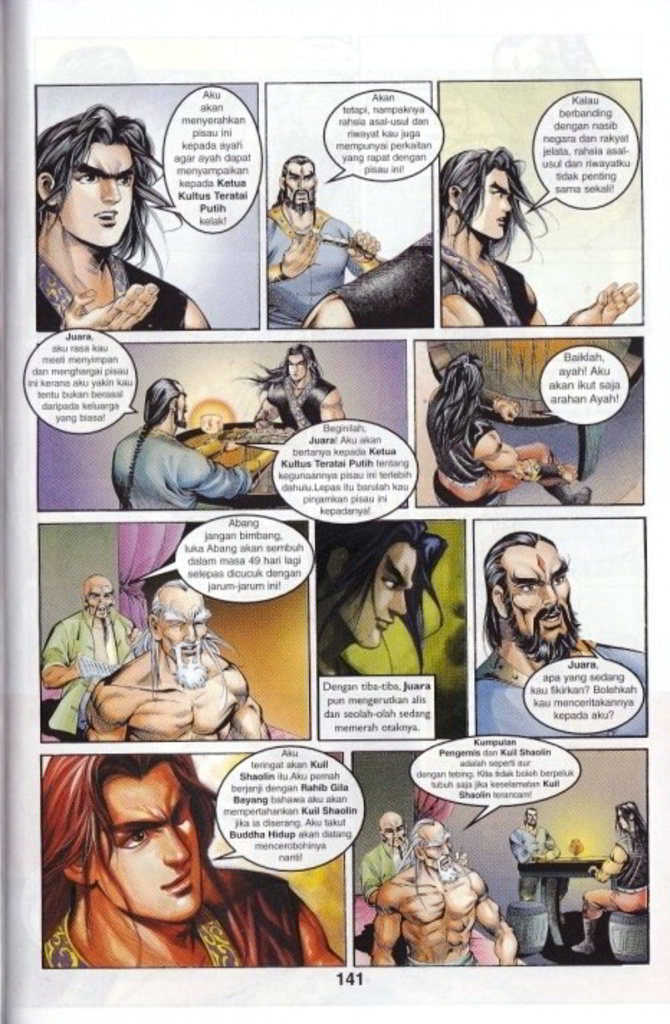 Aku
akan
menyerahkan
pisau ini
kepada ayah
agar ayah dapat
menyampaikan
kepada Ketua
Kultus Teratai
Putih
kelak!
Akan
tetapi, nampaknya
rahsia asal-usul dan
riwayat kau juga
mempunyai perkaitan
yang rapat dengan
pisau ini!
Kalau
berbanding
dengan nasib
negara dan rakyat
jelata, rahsia asal-
usul dan riwayatku
tidak penting
sama sekali!
Juara,
aku rasa kau
mesti menyimpan
dan menghargai pisau
ini kerana aku yakin kau
tentu bukan berasal
daripada keluarga
yang biasa!
Beginilah,
Juara! Aku akan
bertanya kepada Ketua
Kultus Teratai Putih tentang
kegunaannya pisau ini terlebih
dahulu.Lepas itu barulah kau
pinjamkan pisau ini
kepadanya!
Baiklah,
ayah! Aku
akan ikut saja
arahan Ayah!
Abang
jangan bimbang,
luka Abang akan sembuh
dalam masa 49 hari lagi
selepas dicucuk dengan
jarum-jarum ini!
Dengan tiba-tiba, Juara
pun mengerutkan alis
dan seolah-olah sedang
memerah otaknya.
Juara,
apa yang sedang
kau fikirkan? Bolehkah
kau menceritakannya
kepada aku?
Aku
teringat akan Kuil
Shaolin itu.Aku pernah
berjanji dengan Rahib Gila
Bayang bahawa aku akan
mempertahankan Kuil Shaolin
jika ia diserang. Aku takut
Buddha Hidup akan datang
mencerobohinya
nanti!
Kumpulan
Pengemis dan Kuil Shaolin
adalah seperti aur
dengan tebing. Kita tidak boleh berpeluk
tubuh saja jika keselamatan Kuil
Shaolin terancam!
141